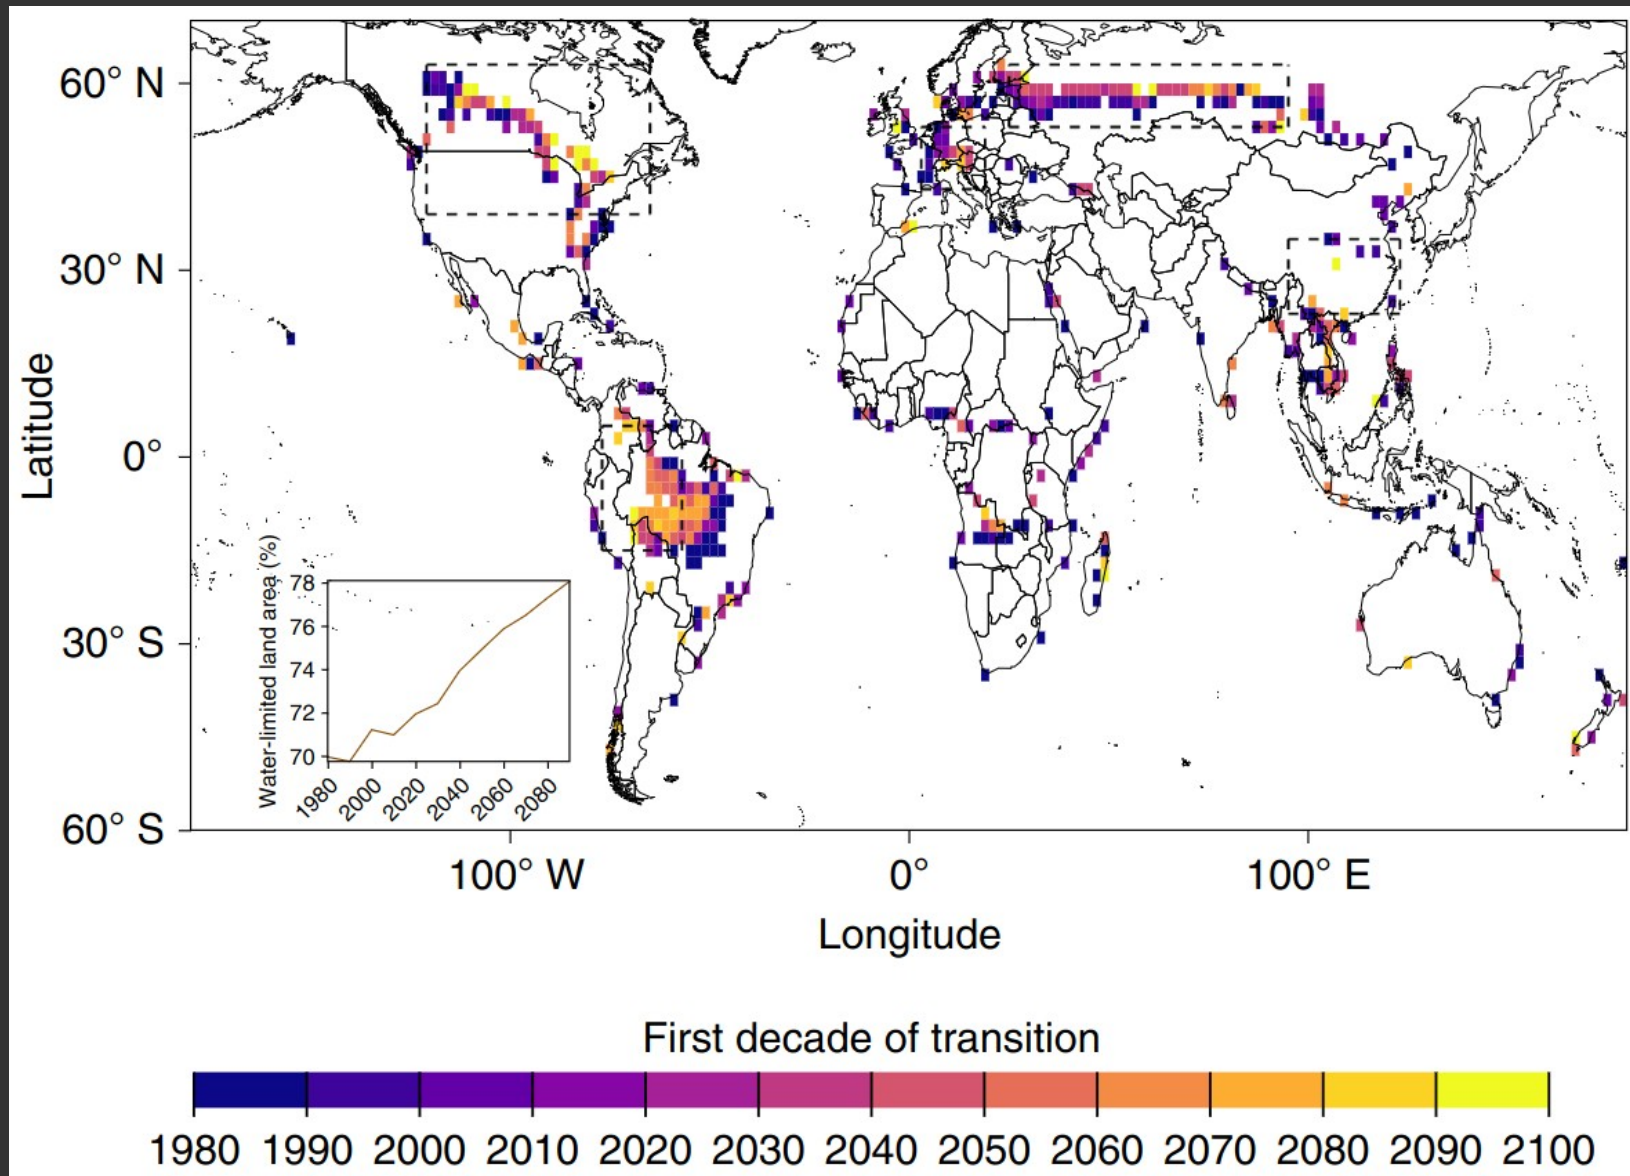 60° N
30° N
0°
30° S
60° S
Latitude
Water-limited land area (%)
78
76
74
72
70
1980 2000 2020 2040 2060 2080
100° W 0° 100° E
Longitude
First decade of transition
1980 1990 2000 2010 2020 2030 2040 2050 2060 2070 2080 2090 2100